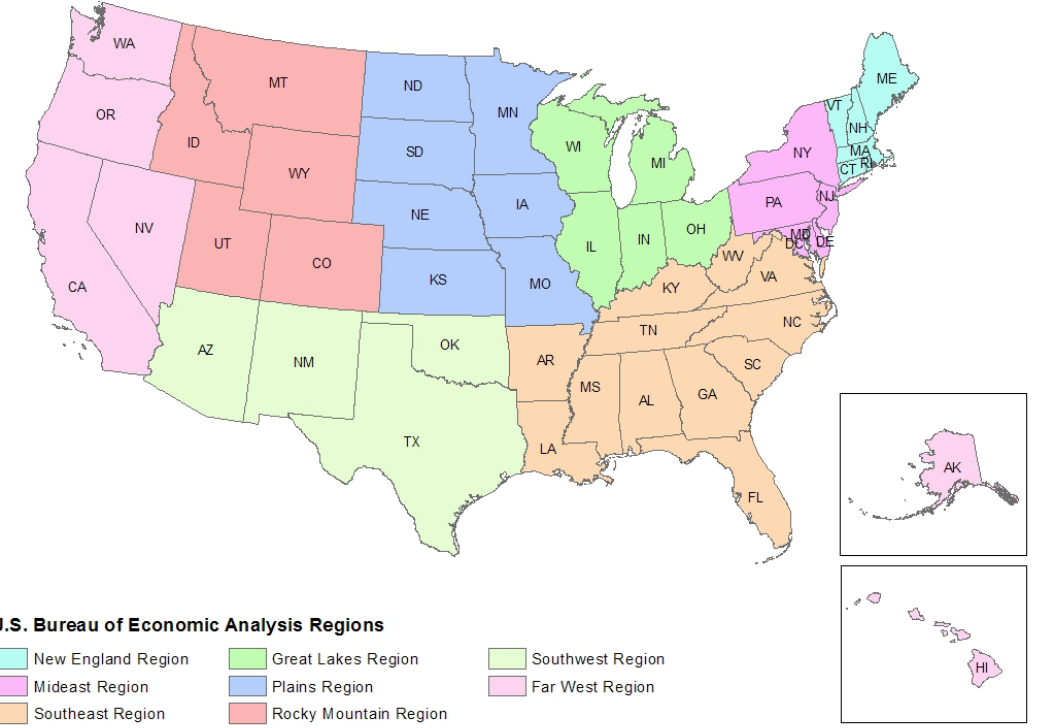 WA
MT
ND
MN
ME
OR
ID
SD
WI
MI
VT
NH
NY
MA
RI
CT
WY
NE
IA
PA
NJ
NV
UT
CO
KS
MO
IL
IN
OH
MD
DC
DE
WV
VA
CA
KY
NC
TN
AZ
NM
OK
AR
SC
MS
AL
GA
TX
LA
FL
AK
HI
U.S. Bureau of Economic Analysis Regions
New England Region
Great Lakes Region
Southwest Region
Mideast Region
Plains Region
Far West Region
Southeast Region
Rocky Mountain Region